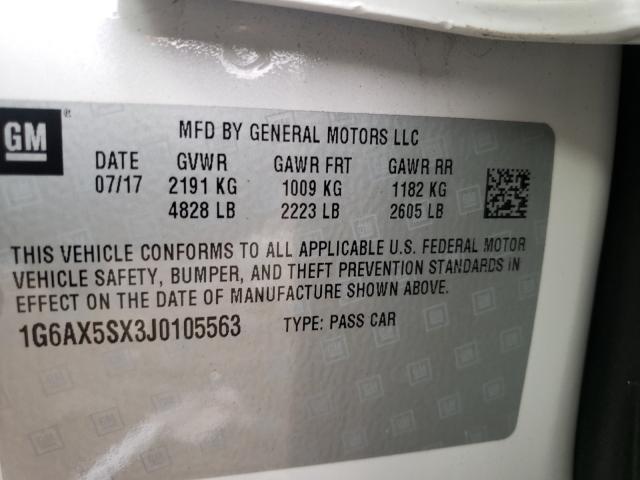 GM®
MFD BY GENERAL MOTORS LLC
DATE GVWR GAWR FRT GAWR RR
07/17 2191 KG 1009 KG 1182 KG
4828 LB 2223 LB 2605 LB
THIS VEHICLE CONFORMS TO ALL APPLICABLE U.S. FEDERAL MOTOR
VEHICLE SAFETY, BUMPER, AND THEFT PREVENTION STANDARDS IN
EFFECT ON THE DATE OF MANUFACTURE SHOWN ABOVE.
1G6AX5SX3J0105563 TYPE: PASS CAR